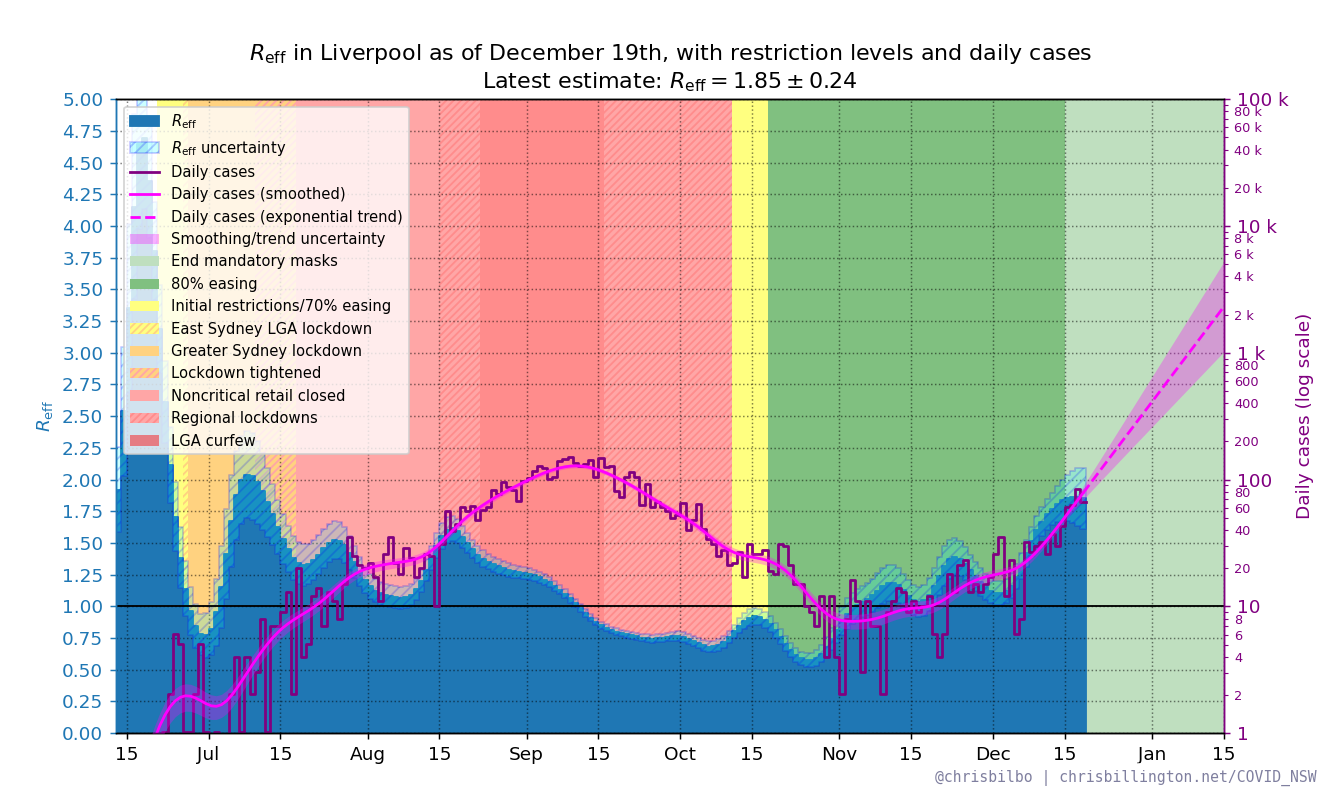 R_eff in Liverpool as of December 19th, with restriction levels and daily cases
Latest estimate: R_eff = 1.85 ± 0.24
5.00
4.75
4.50
4.25
4.00
3.75
3.50
3.25
3.00
2.75
2.50
2.25
2.00
1.75
1.50
1.25
1.00
0.75
0.50
0.25
0.00
R_eff
R_eff
R_eff uncertainty
Daily cases
Daily cases (smoothed)
Daily cases (exponential trend)
Smoothing/trend uncertainty
End mandatory masks
80% easing
Initial restrictions/70% easing
East Sydney LGA lockdown
Greater Sydney lockdown
Lockdown tightened
Noncritical retail closed
Regional lockdowns
LGA curfew
100 k
80 k
60 k
40 k
20 k
10 k
8 k
6 k
4 k
2 k
1 k
800
600
400
200
100
80
60
40
20
10
8
6
4
2
1
Daily cases (log scale)
15 Jul 15 Aug 15 Sep 15 Oct 15 Nov 15 Dec 15 Jan 15
@chrisbilbo | chrisbillington.net/COVID_NSW